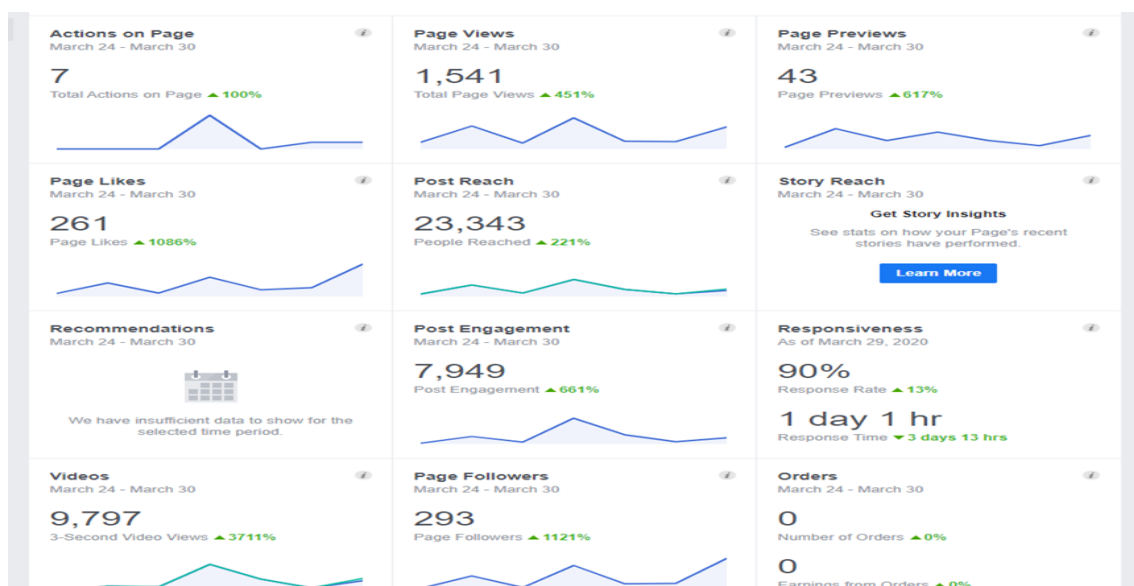 Actions on Page
March 24 - March 30
7
Total Actions on Page ▲ 100%
Page Views
March 24 - March 30
1,541
Total Page Views ▲ 451%
Page Previews
March 24 - March 30
43
Page Previews ▲ 617%
Page Likes
March 24 - March 30
261
Page Likes ▲ 1086%
Post Reach
March 24 - March 30
23,343
People Reached ▲ 221%
Story Reach
March 24 - March 30
Get Story Insights
See stats on how your Page's recent
stories have performed.
Learn More
Recommendations
March 24 - March 30
We have insufficient data to show for the
selected time period.
Post Engagement
March 24 - March 30
7,949
Post Engagement ▲ 661%
Responsiveness
As of March 29, 2020
90%
Response Rate ▲ 13%
1 day 1 hr
Response Time ▼ 3 days 13 hrs
Videos
March 24 - March 30
9,797
3-Second Video Views ▲ 3711%
Page Followers
March 24 - March 30
293
Page Followers ▲ 1121%
Orders
March 24 - March 30
0
Number of Orders ▲ 0%
0
Earnings from Orders ▲ 0%